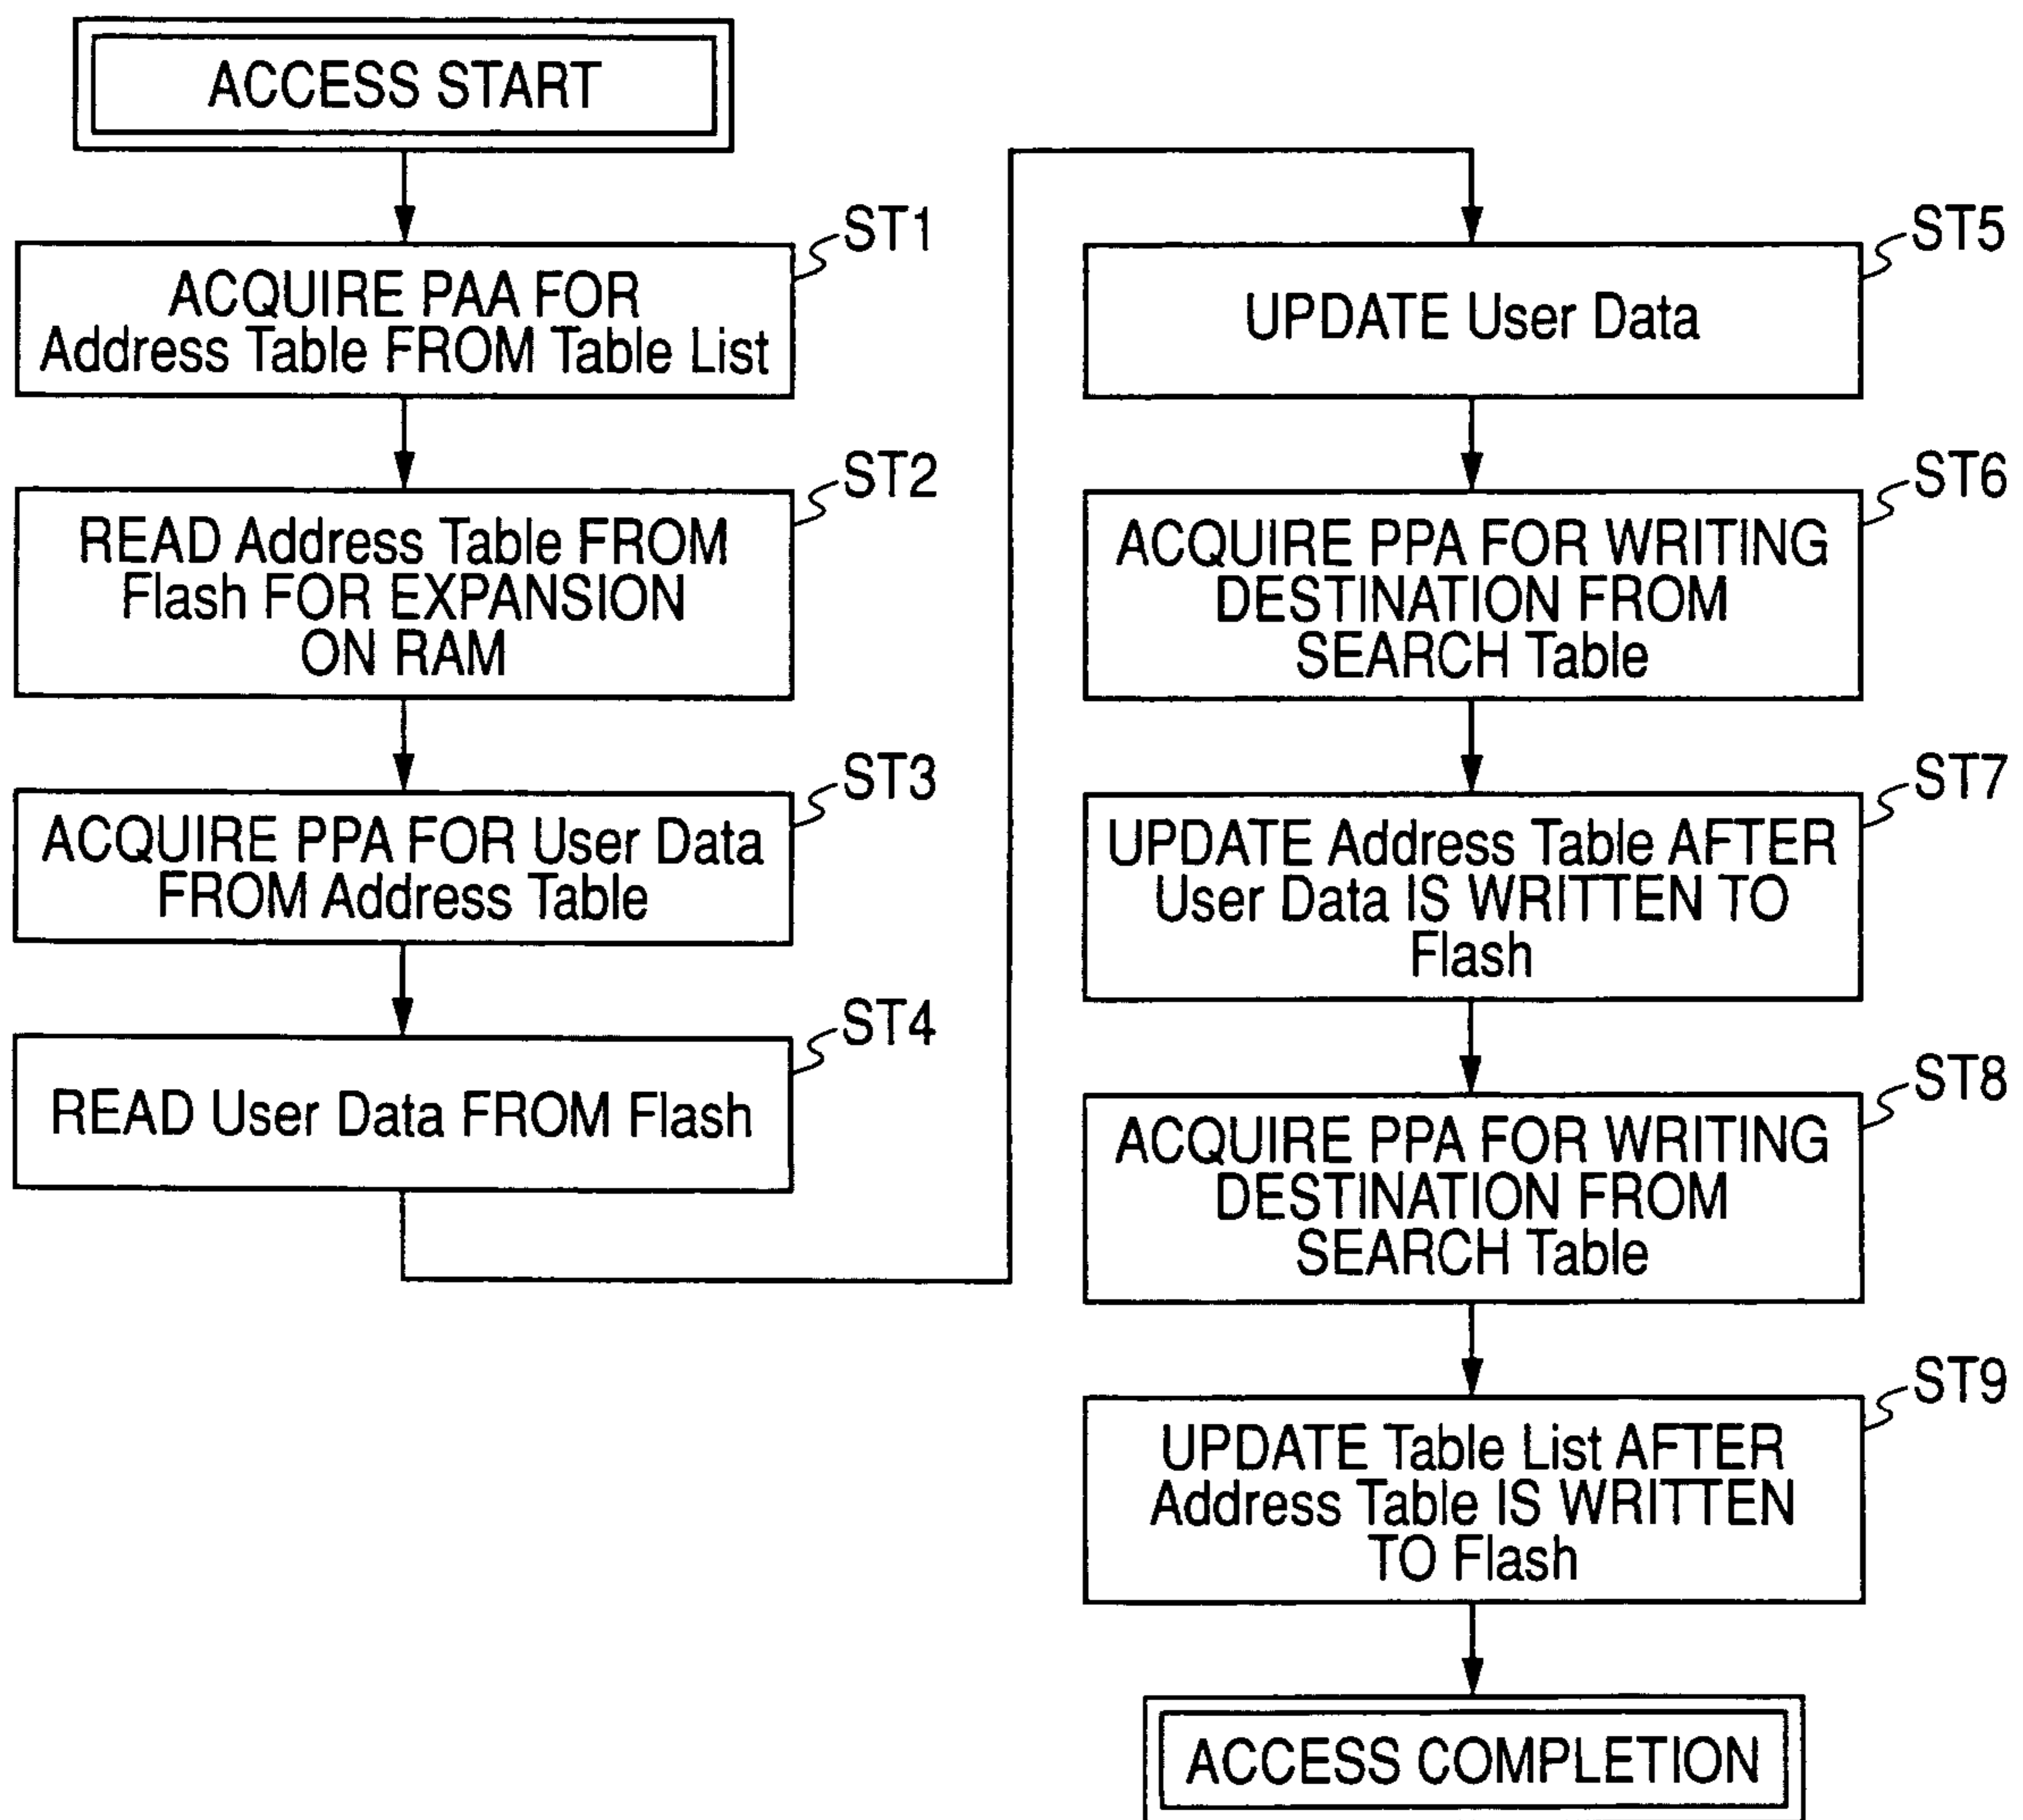 ACCESS START
ST1
ACQUIRE PAA FOR
Address Table FROM Table List
ST2
READ Address Table FROM
Flash FOR EXPANSION
ON RAM
ST3
ACQUIRE PPA FOR User Data
FROM Address Table
ST4
READ User Data FROM Flash
ST5
UPDATE User Data
ST6
ACQUIRE PPA FOR WRITING
DESTINATION FROM
SEARCH Table
ST7
UPDATE Address Table AFTER
User Data IS WRITTEN TO
Flash
ST8
ACQUIRE PPA FOR WRITING
DESTINATION FROM
SEARCH Table
ST9
UPDATE Table List AFTER
Address Table IS WRITTEN
TO Flash
ACCESS COMPLETION